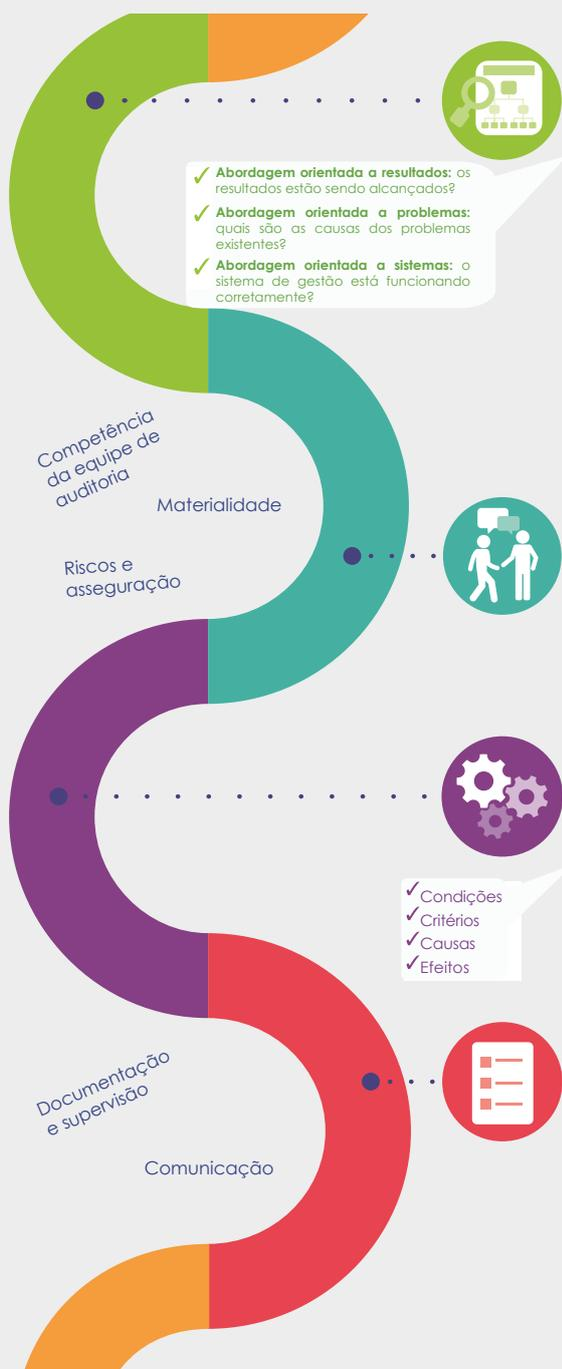 ✓ Abordagem orientada a resultados: os
resultados estão sendo alcançados?
✓ Abordagem orientada a problemas:
quais são as causas dos problemas
existentes?
✓ Abordagem orientada a sistemas: o
sistema de gestão está funcionando
corretamente?
Competência
da equipe de
auditoria
Materialidade
Riscos e
asseguração
✓ Condições
✓ Critérios
✓ Causas
✓ Efeitos
Documentação
e supervisão
Comunicação